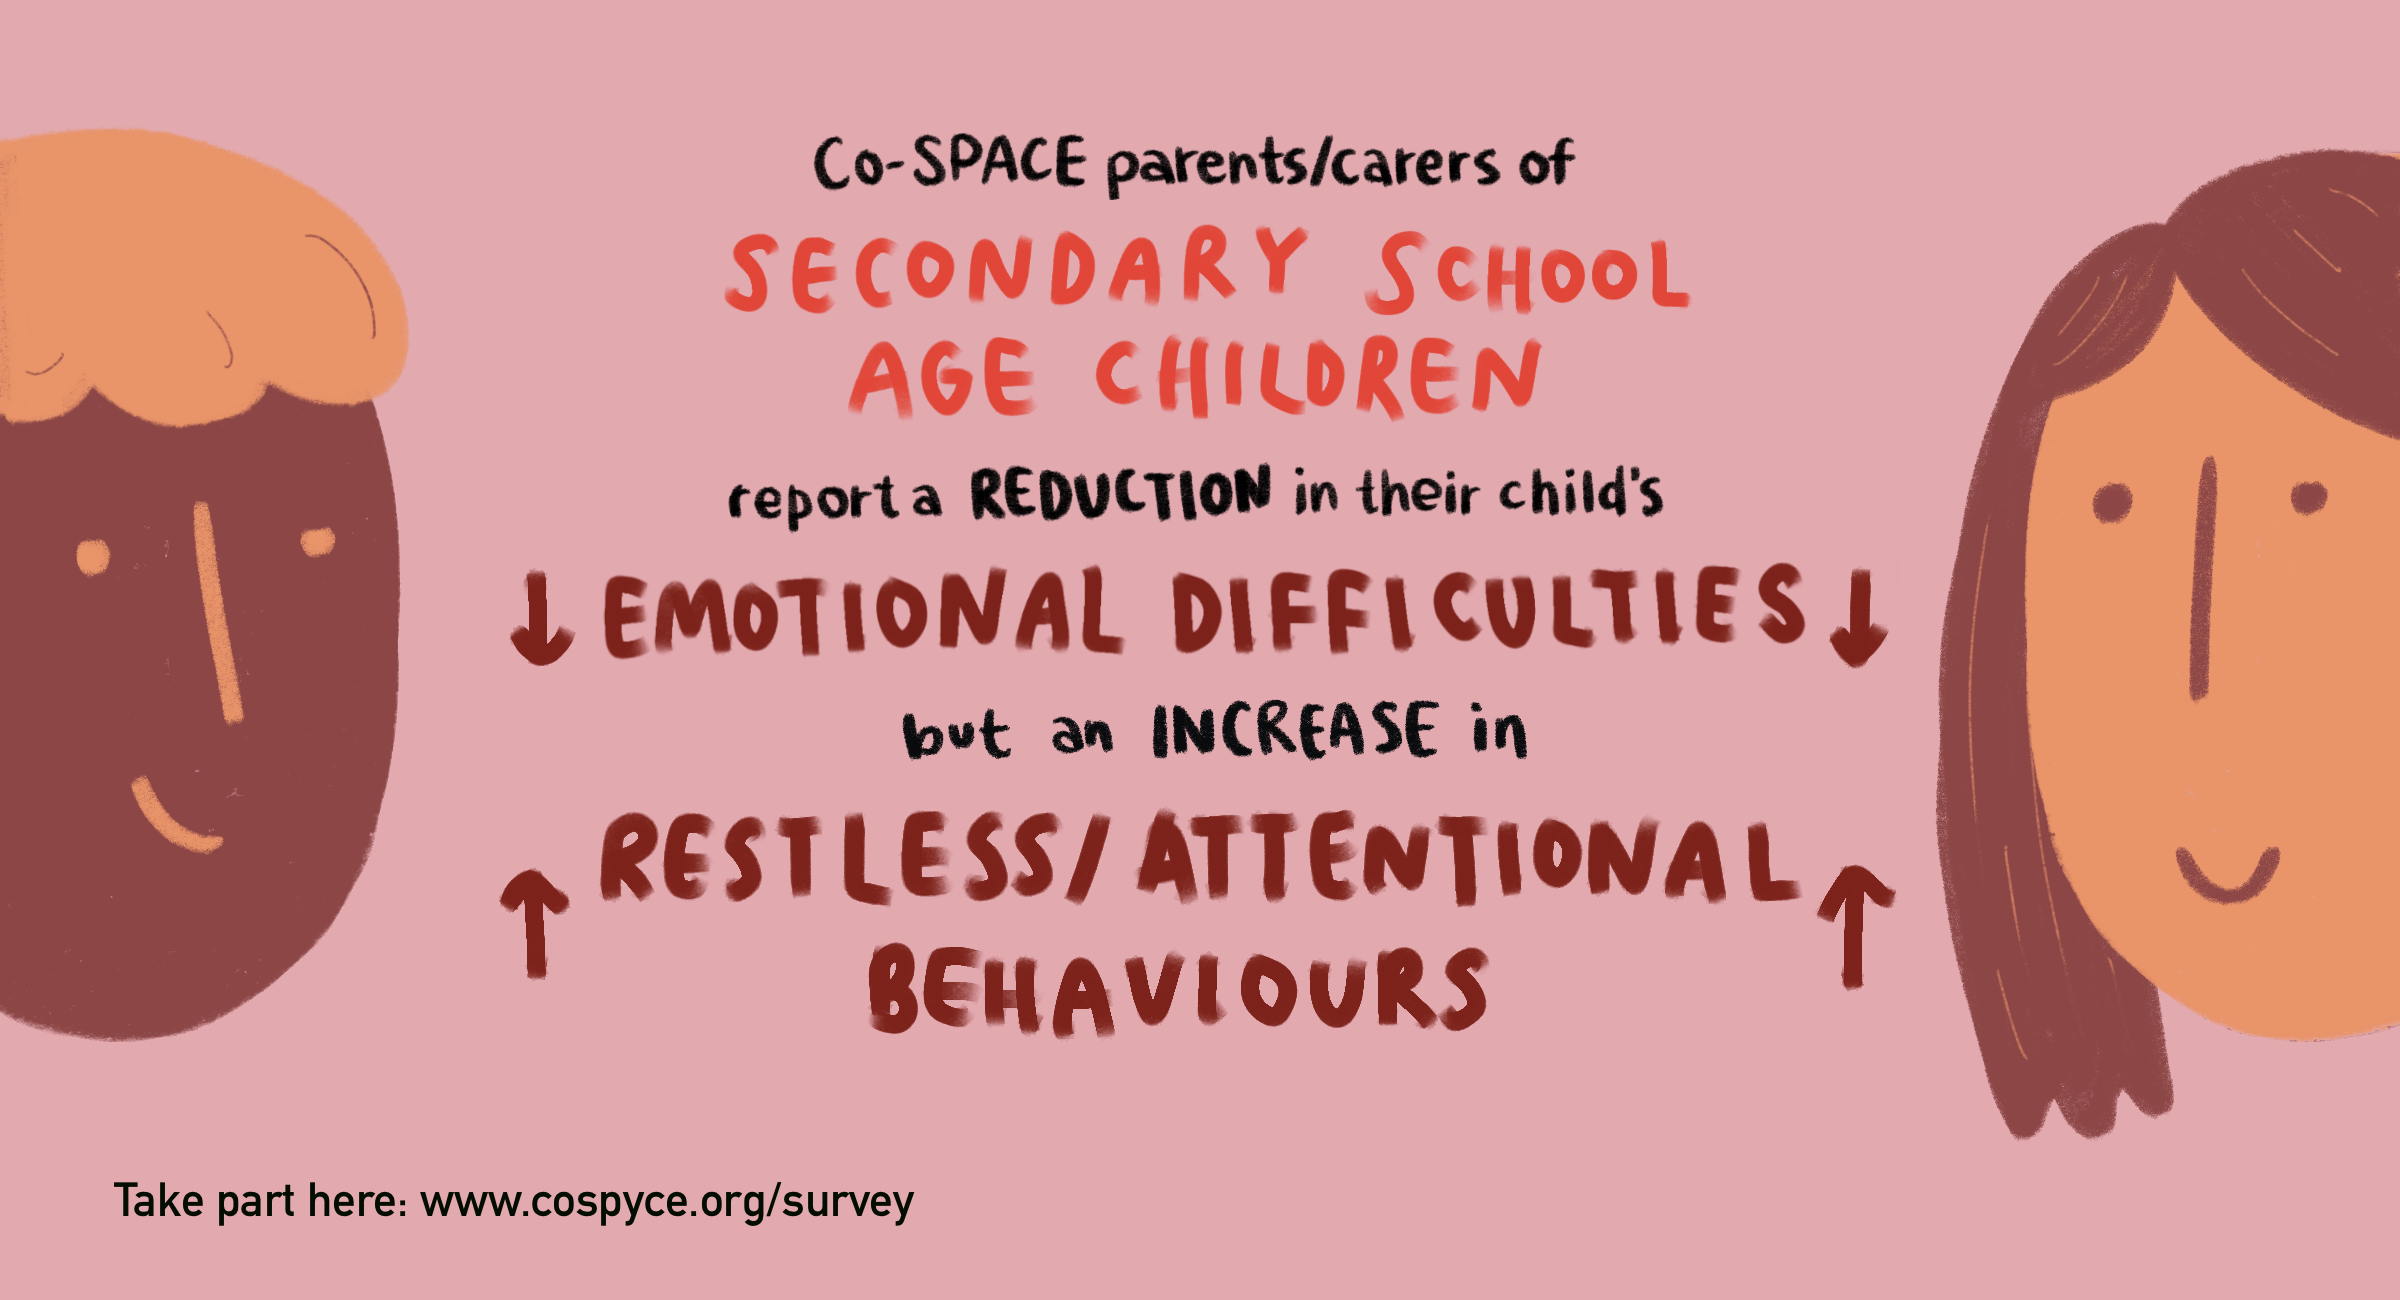 Co-SPACE parents/carers of
SECONDARY SCHOOL
AGE CHILDREN
report a REDUCTION in their child's
↓ EMOTIONAL DIFFICULTIES ↓
but an INCREASE in
↑ RESTLESS/ATTENTIONAL ↑
BEHAVIOURS
Take part here: www.cospyce.org/survey